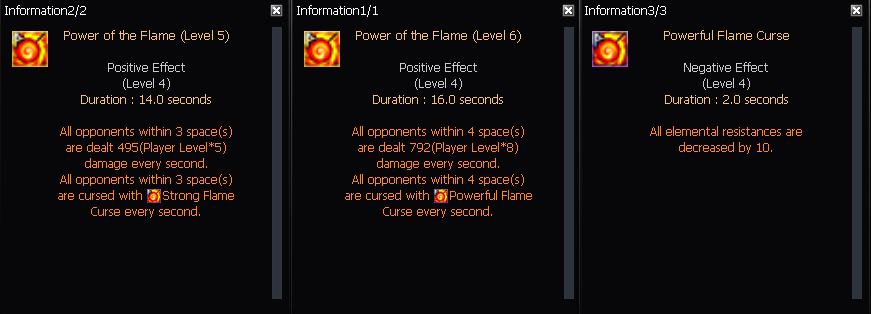 Information2/2
Power of the Flame (Level 5)
Positive Effect
(Level 4)
Duration : 14.0 seconds
All opponents within 3 space(s)
are dealt 495(Player Level*5)
damage every second.
All opponents within 3 space(s)
are cursed with Strong Flame
Curse every second.
Information1/1
Power of the Flame (Level 6)
Positive Effect
(Level 4)
Duration : 16.0 seconds
All opponents within 4 space(s)
are dealt 792(Player Level*8)
damage every second.
All opponents within 4 space(s)
are cursed with Powerful Flame
Curse every second.
Information3/3
Powerful Flame Curse
Negative Effect
(Level 4)
Duration : 2.0 seconds
All elemental resistances are
decreased by 10.